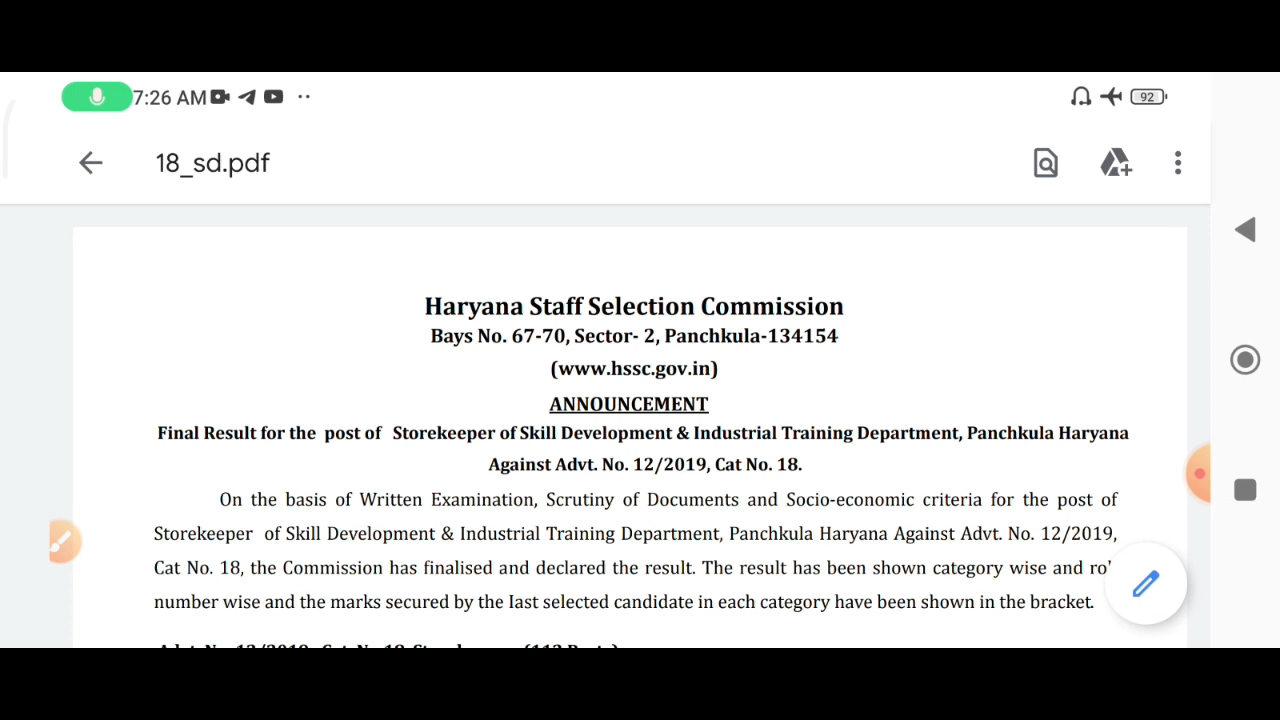 7:26 AM
92
18_sd.pdf
Haryana Staff Selection Commission
Bays No. 67-70, Sector- 2, Panchkula-134154
(www.hssc.gov.in)
ANNOUNCEMENT
Final Result for the post of Storekeeper of Skill Development & Industrial Training Department, Panchkula Haryana
Against Advt. No. 12/2019, Cat No. 18.
On the basis of Written Examination, Scrutiny of Documents and Socio-economic criteria for the post of
Storekeeper of Skill Development & Industrial Training Department, Panchkula Haryana Against Advt. No. 12/2019,
Cat No. 18, the Commission has finalised and declared the result. The result has been shown category wise and
number wise and the marks secured by the last selected candidate in each category have been shown in the bracket.